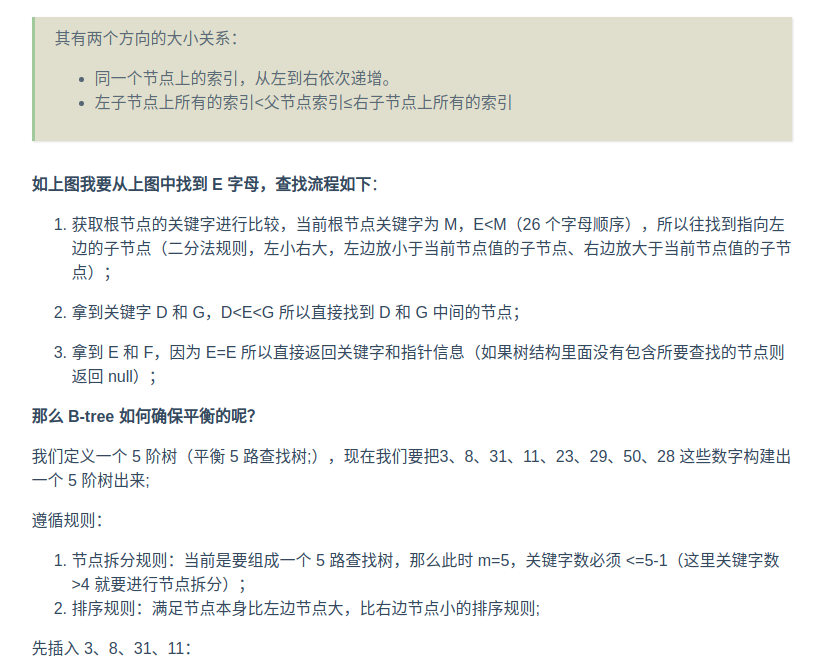 其有两个方向的大小关系：
• 同一个节点上的索引，从左到右依次递增。
• 左子节点上所有的索引<父节点索引≤右子节点上所有的索引
如上图我要从上图中找到 E 字母，查找流程如下：
1. 获取根节点的关键字进行比较，当前根节点关键字为 M，E<M（26 个字母顺序），所以往找到指向左
边的子节点（二分法规则，左小右大，左边放小于当前节点值的子节点、右边放大于当前节点值的子节
点）；
2. 拿到关键字 D 和 G，D<E<G 所以直接找到 D 和 G 中间的节点；
3. 拿到 E 和 F，因为 E=E 所以直接返回关键字和指针信息（如果树结构里面没有包含所要查找的节点则
返回 null）；
那么 B-tree 如何确保平衡的呢?
我们定义一个 5 阶树（平衡 5 路查找树;），现在我们要把3、8、31、11、23、29、50、28 这些数字构建出
一个 5 阶树出来;
遵循规则：
1. 节点拆分规则：当前是要组成一个 5 路查找树，那么此时 m=5，关键字数必须 <=5-1（这里关键字数
>4 就要进行节点拆分）；
2. 排序规则：满足节点本身比左边节点大，比右边节点小的排序规则;
先插入 3、8、31、11：